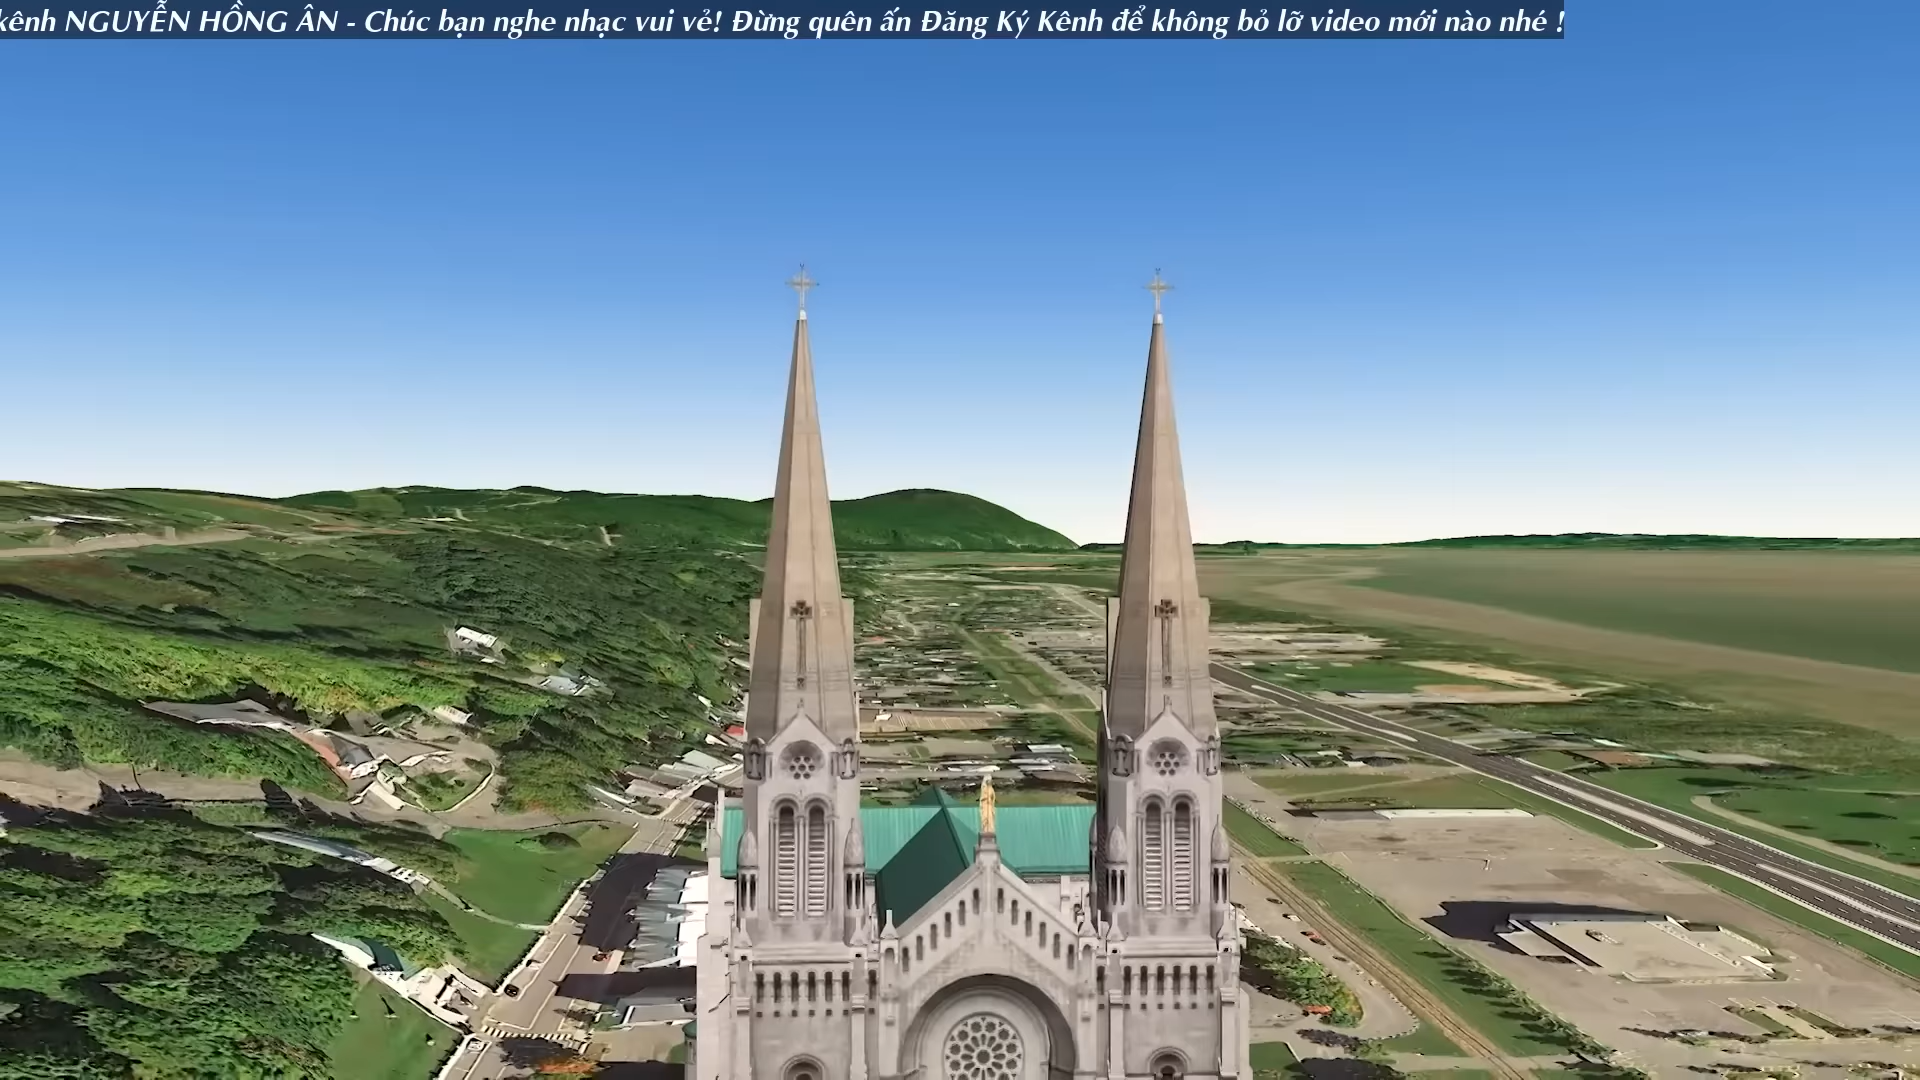 kênh NGUYỄN HỒNG ÂN - Chúc bạn nghe nhạc vui vẻ! Đừng quên ấn Đăng Ký Kênh để không bỏ lỡ video mới nào nhé !